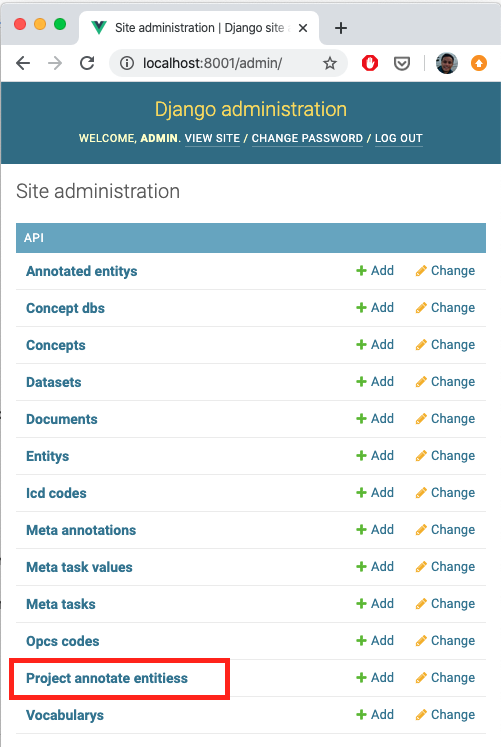 Site administration | Django site a
localhost:8001/admin/
Django administration
WELCOME, ADMIN. VIEW SITE / CHANGE PASSWORD / LOG OUT
Site administration
API
Annotated entitys Add Change
Concept dbs Add Change
Concepts Add Change
Datasets Add Change
Documents Add Change
Entitys Add Change
Icd codes Add Change
Meta annotations Add Change
Meta task values Add Change
Meta tasks Add Change
Opcs codes Add Change
Project annotate entitiess Add Change
Vocabularys Add Change